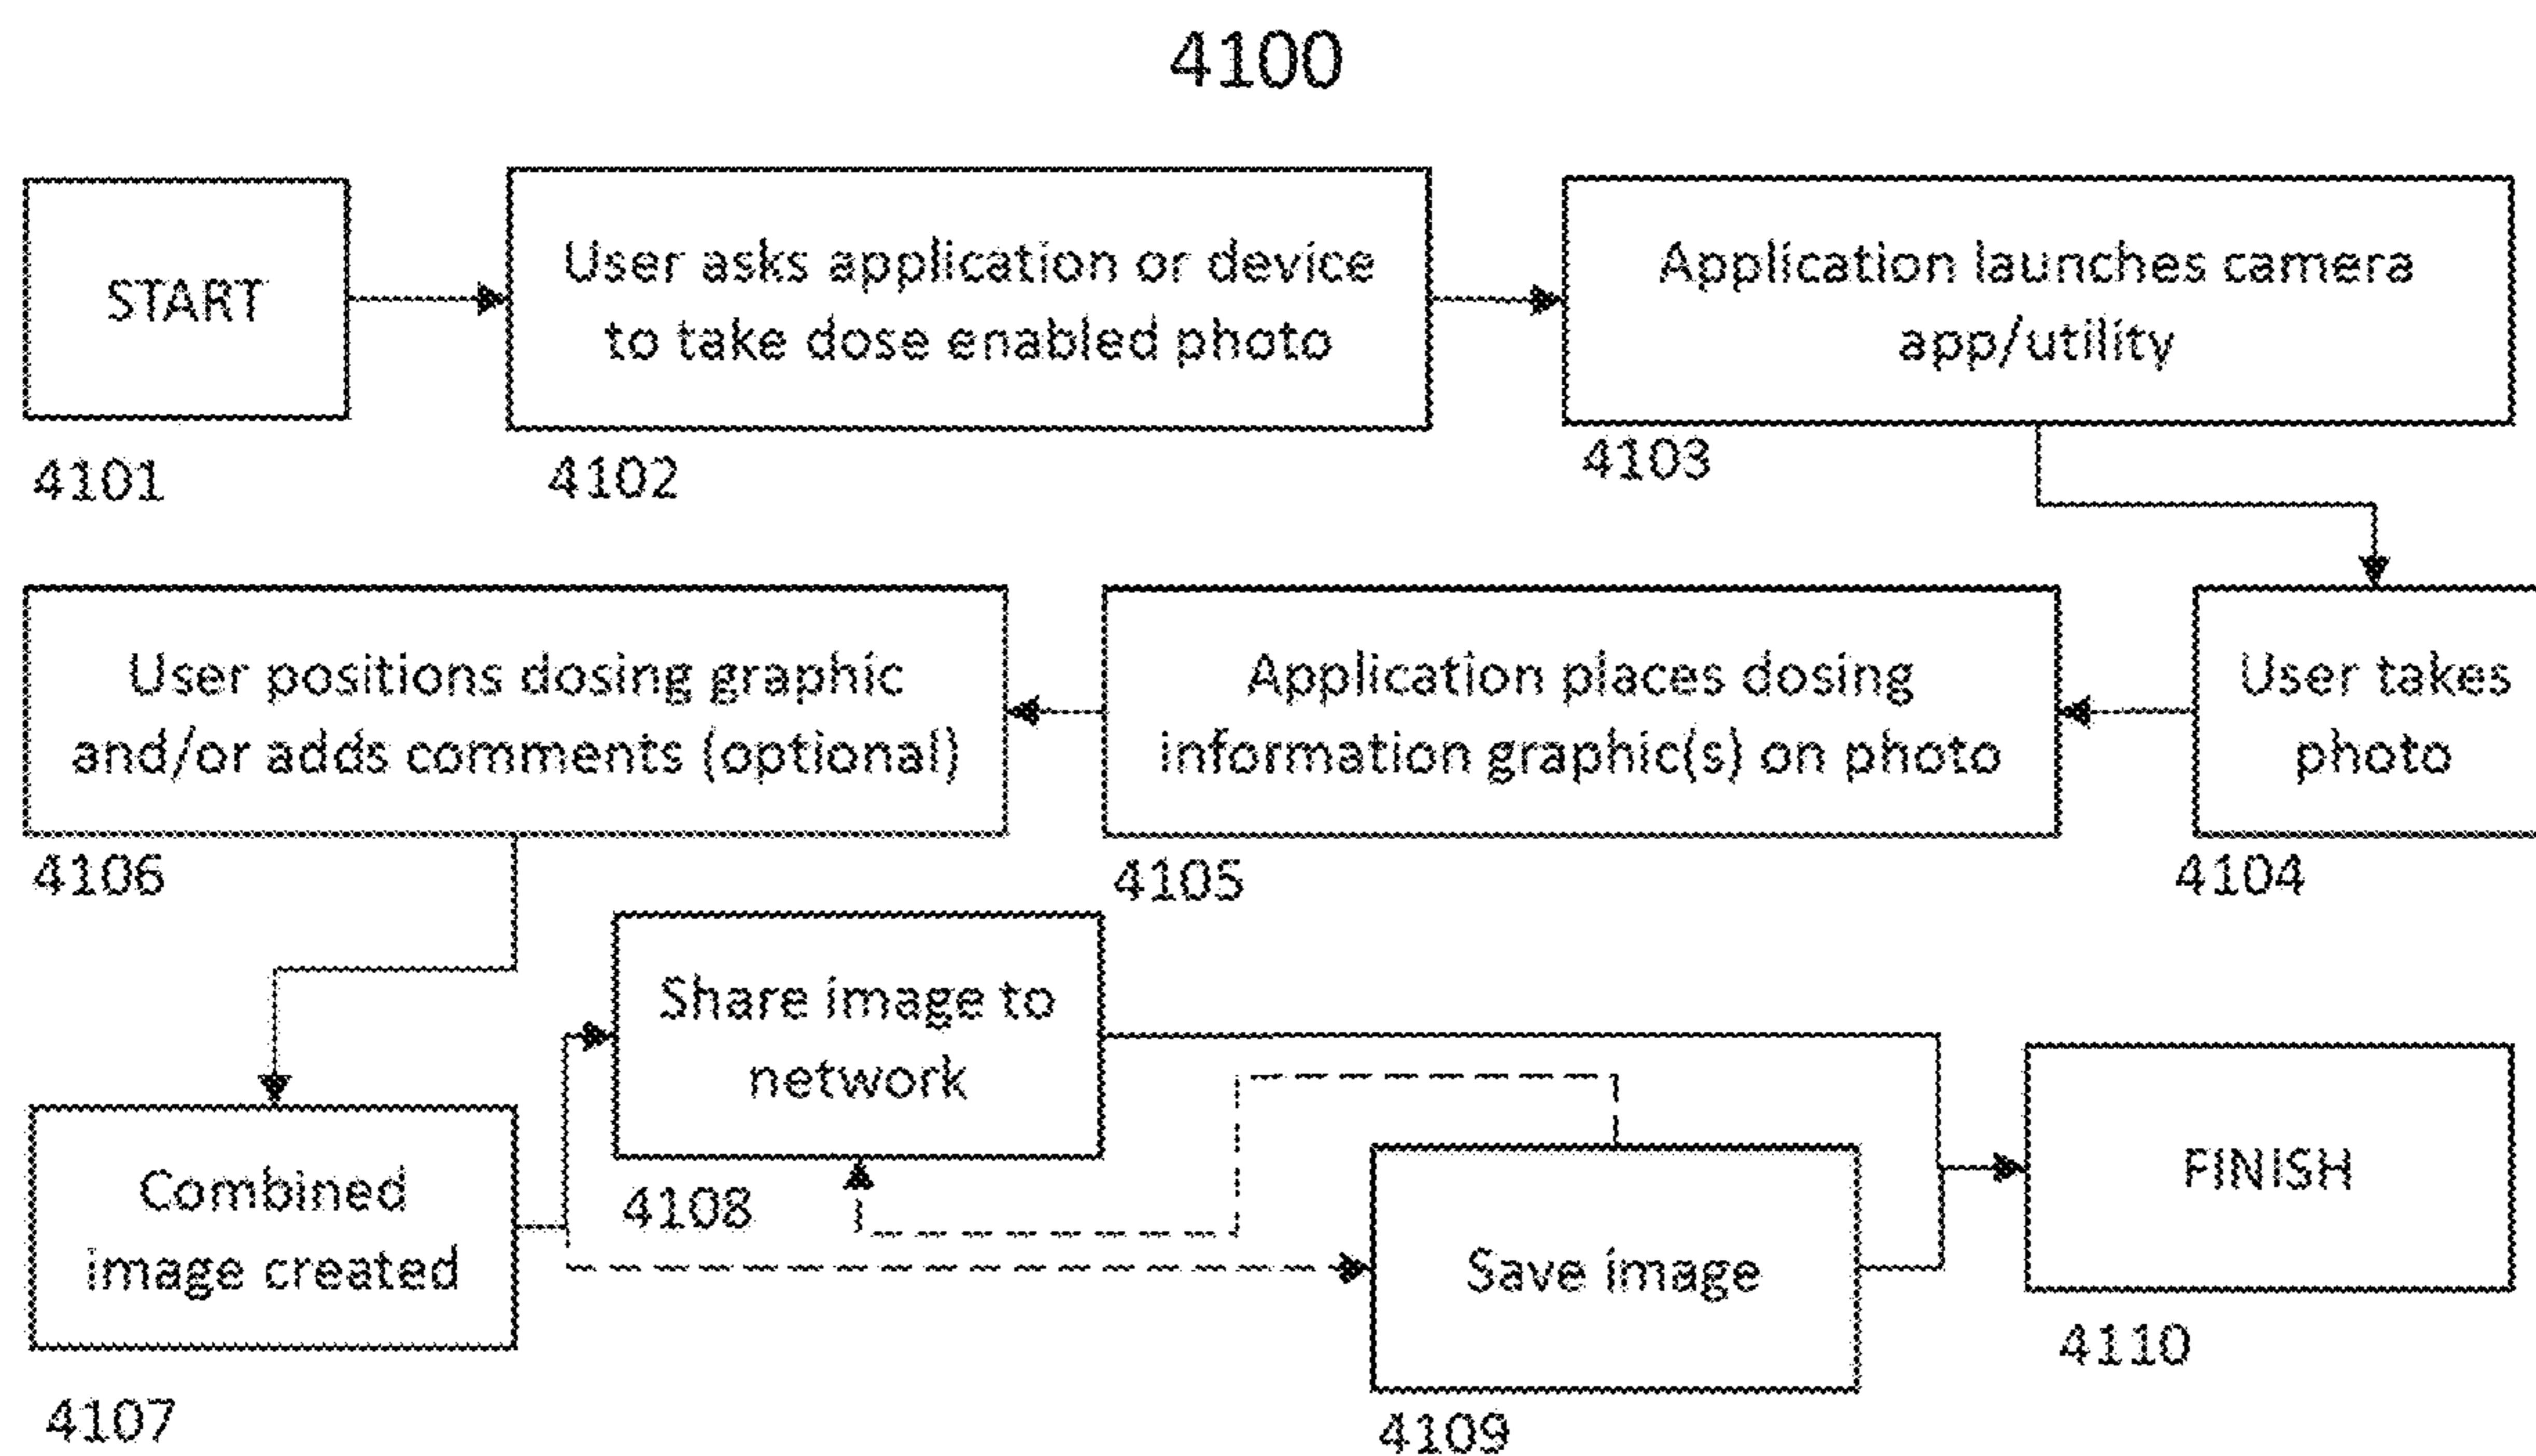 4100
START
4101
User asks application or device
to take dose enabled photo
4102
Application launches camera
app/utility
4103
User takes
photo
4104
Application places dosing
information graphic(s) on photo
4105
User positions dosing graphic
and/or adds comments (optional)
4106
Combined
image created
4107
Share image to
network
4108
Save image
4109
FINISH
4110